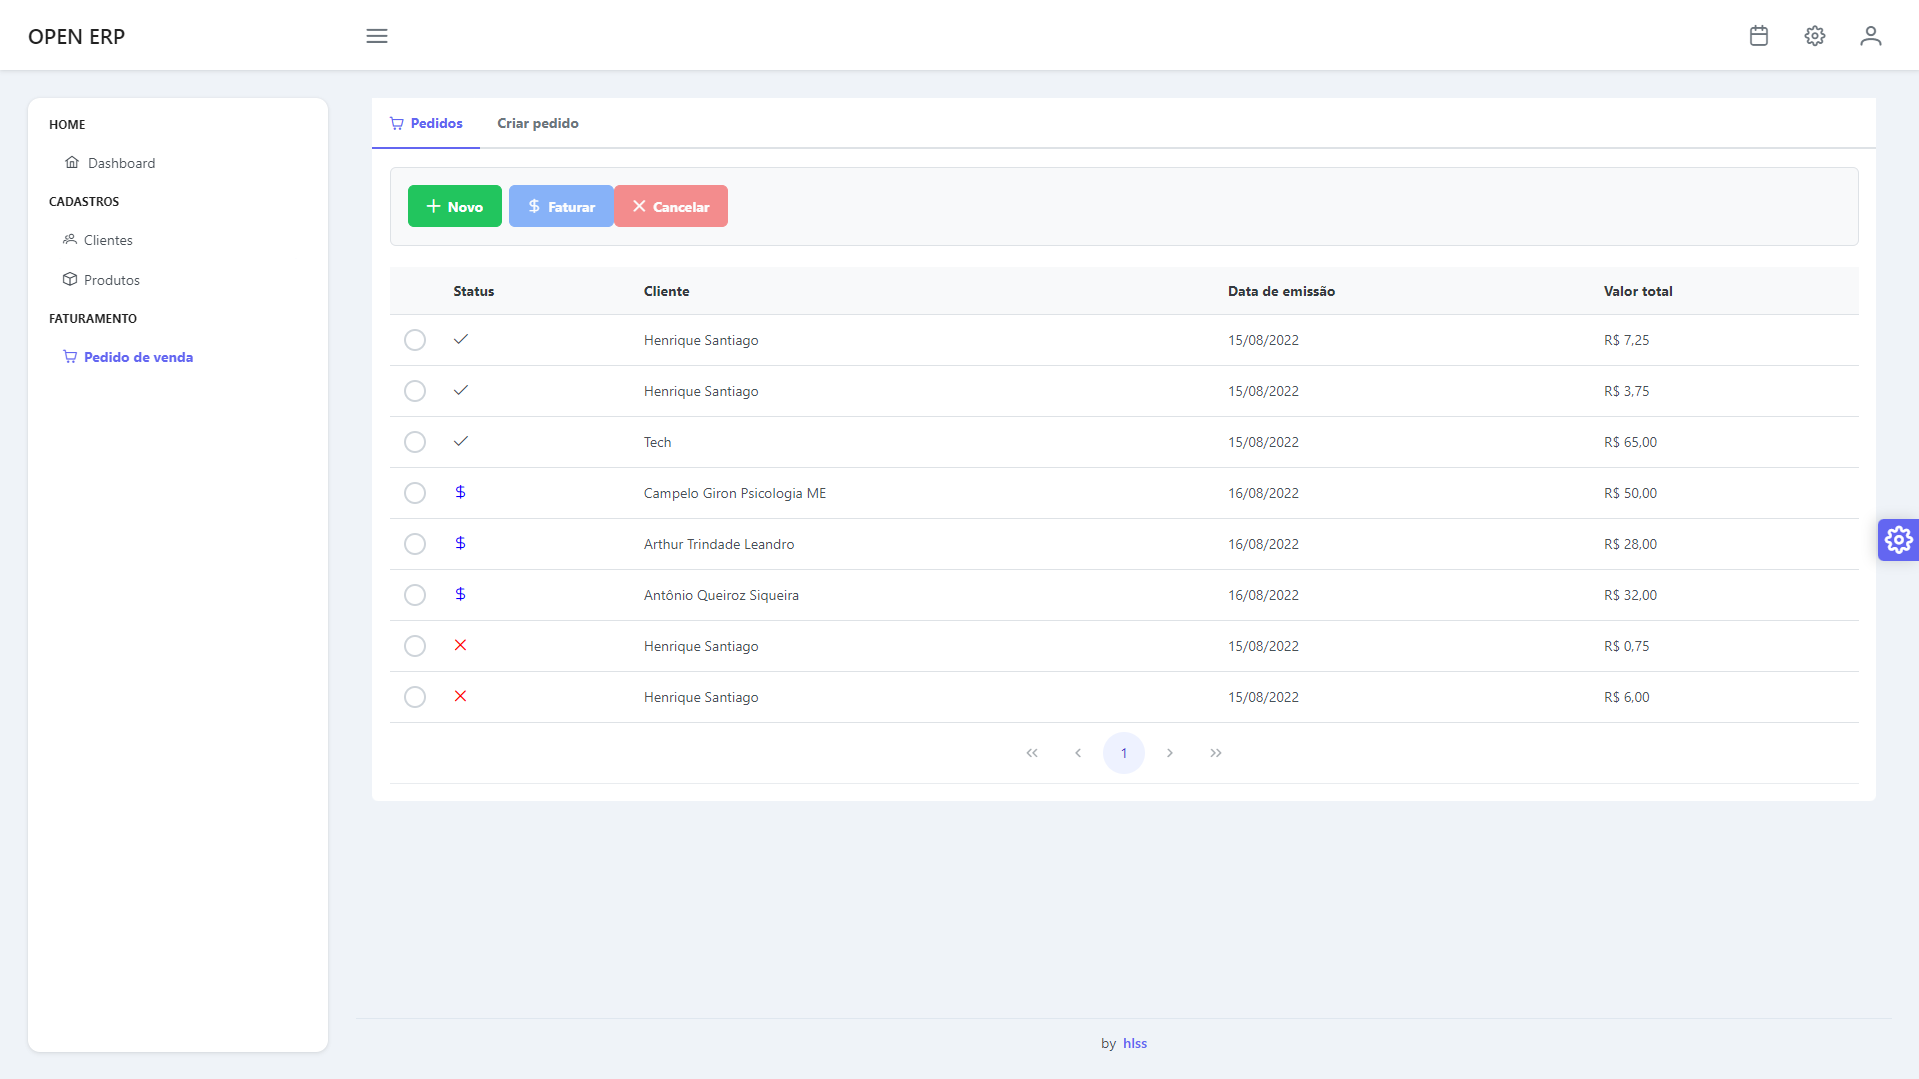 OPEN ERP
HOME
Dashboard
CADASTROS
Clientes
Produtos
FATURAMENTO
Pedido de venda
Pedidos Criar pedido
Novo $ Faturar Cancelar
Status Cliente Data de emissão Valor total
Henrique Santiago 15/08/2022 R$ 7,25
Henrique Santiago 15/08/2022 R$ 3,75
Tech 15/08/2022 R$ 65,00
$ Campelo Giron Psicologia ME 16/08/2022 R$ 50,00
$ Arthur Trindade Leandro 16/08/2022 R$ 28,00
$ Antônio Queiroz Siqueira 16/08/2022 R$ 32,00
Henrique Santiago 15/08/2022 R$ 0,75
Henrique Santiago 15/08/2022 R$ 6,00
1
by hlss